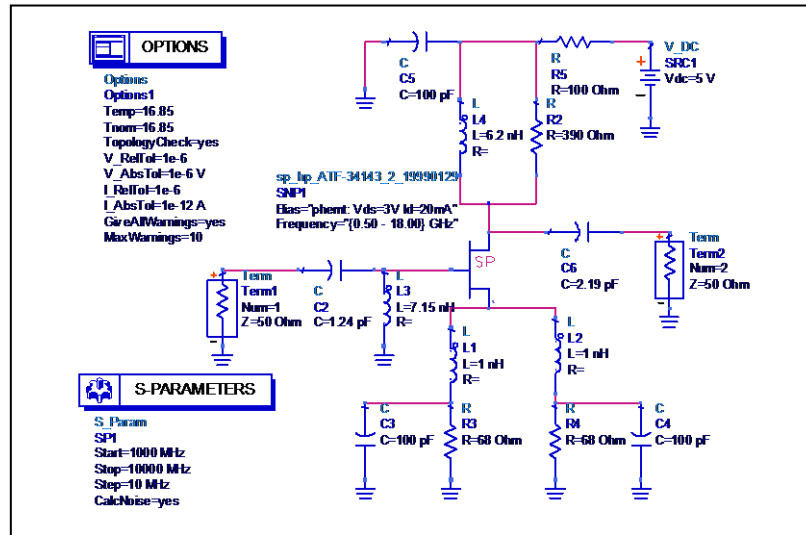 OPTIONS
Options
Options1
Temp=16.85
Tnom=16.85
TopologyCheck=yes
V_RelTol=1e-6
V_AbsTol=1e-6 V
I_RelTol=1e-6
I_AbsTol=1e-12 A
GiveAllWarnings=yes
MaxWarnings=10
C
C5
C=100 pF
R
R5
R=100 Ohm
V_DC
SRC1
Vdc=5 V
L
L4
L=6.2 nH
R=
R
R2
R=390 Ohm
sp_hp_ATF-34143_2_19990129
SNP1
Bias="phemt: Vds=3V Id=20mA"
Frequency="{0.50 - 18.00} GHz"
SP
C
C6
C=2.19 pF
Term
Term2
Num=2
Z=50 Ohm
Term
Term1
Num=1
Z=50 Ohm
C
C2
C=1.24 pF
L
L3
L=7.15 nH
R=
L
L1
L=1 nH
R=
L
L2
L=1 nH
R=
C
C3
C=100 pF
R
R3
R=68 Ohm
R
R4
R=68 Ohm
C
C4
C=100 pF
S-PARAMETERS
S_Param
SP1
Start=1000 MHz
Stop=10000 MHz
Step=10 MHz
CalcNoise=yes